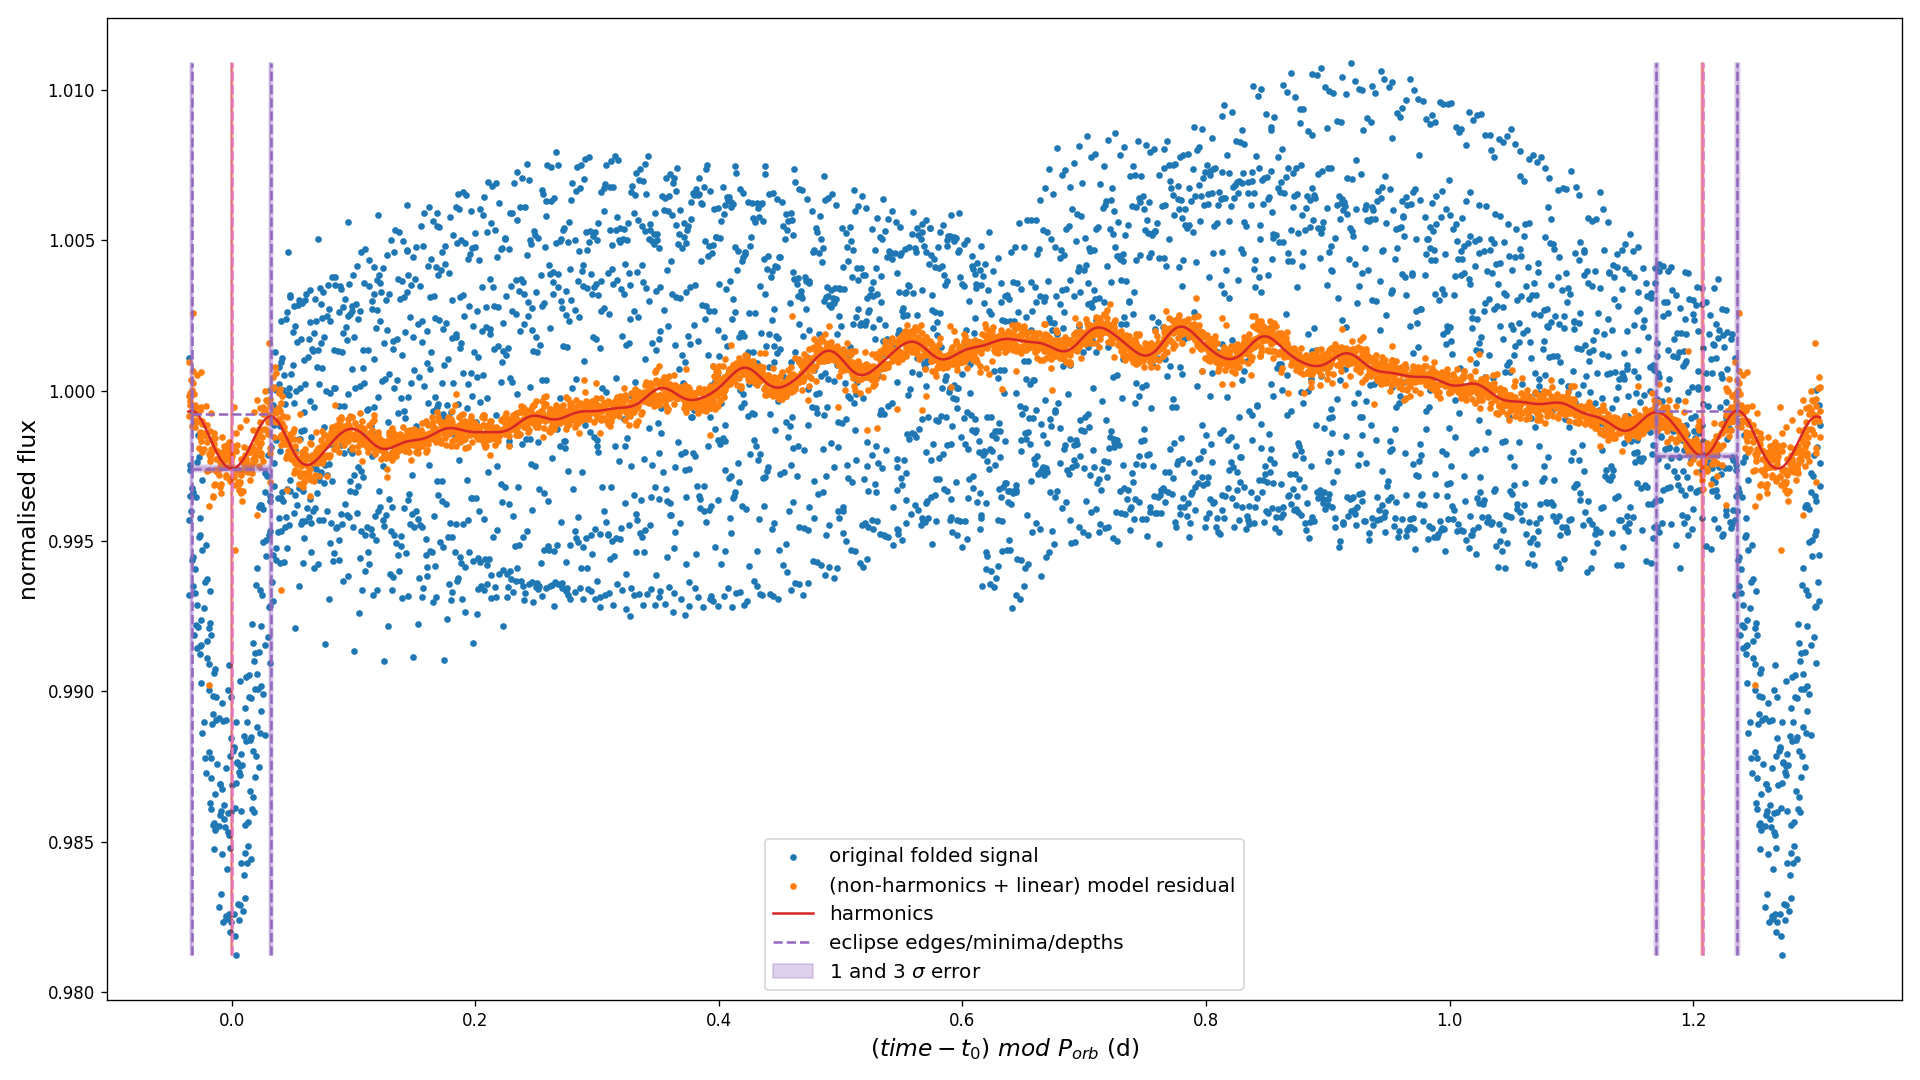 1.010
1.005
1.000
0.995
0.990
0.985
0.980
normalised flux
original folded signal
(non-harmonics + linear) model residual
harmonics
eclipse edges/minima/depths
1 and 3 σ error
0.0 0.2 0.4 0.6 0.8 1.0 1.2
(time − t₀) mod Pₒᵣb (d)